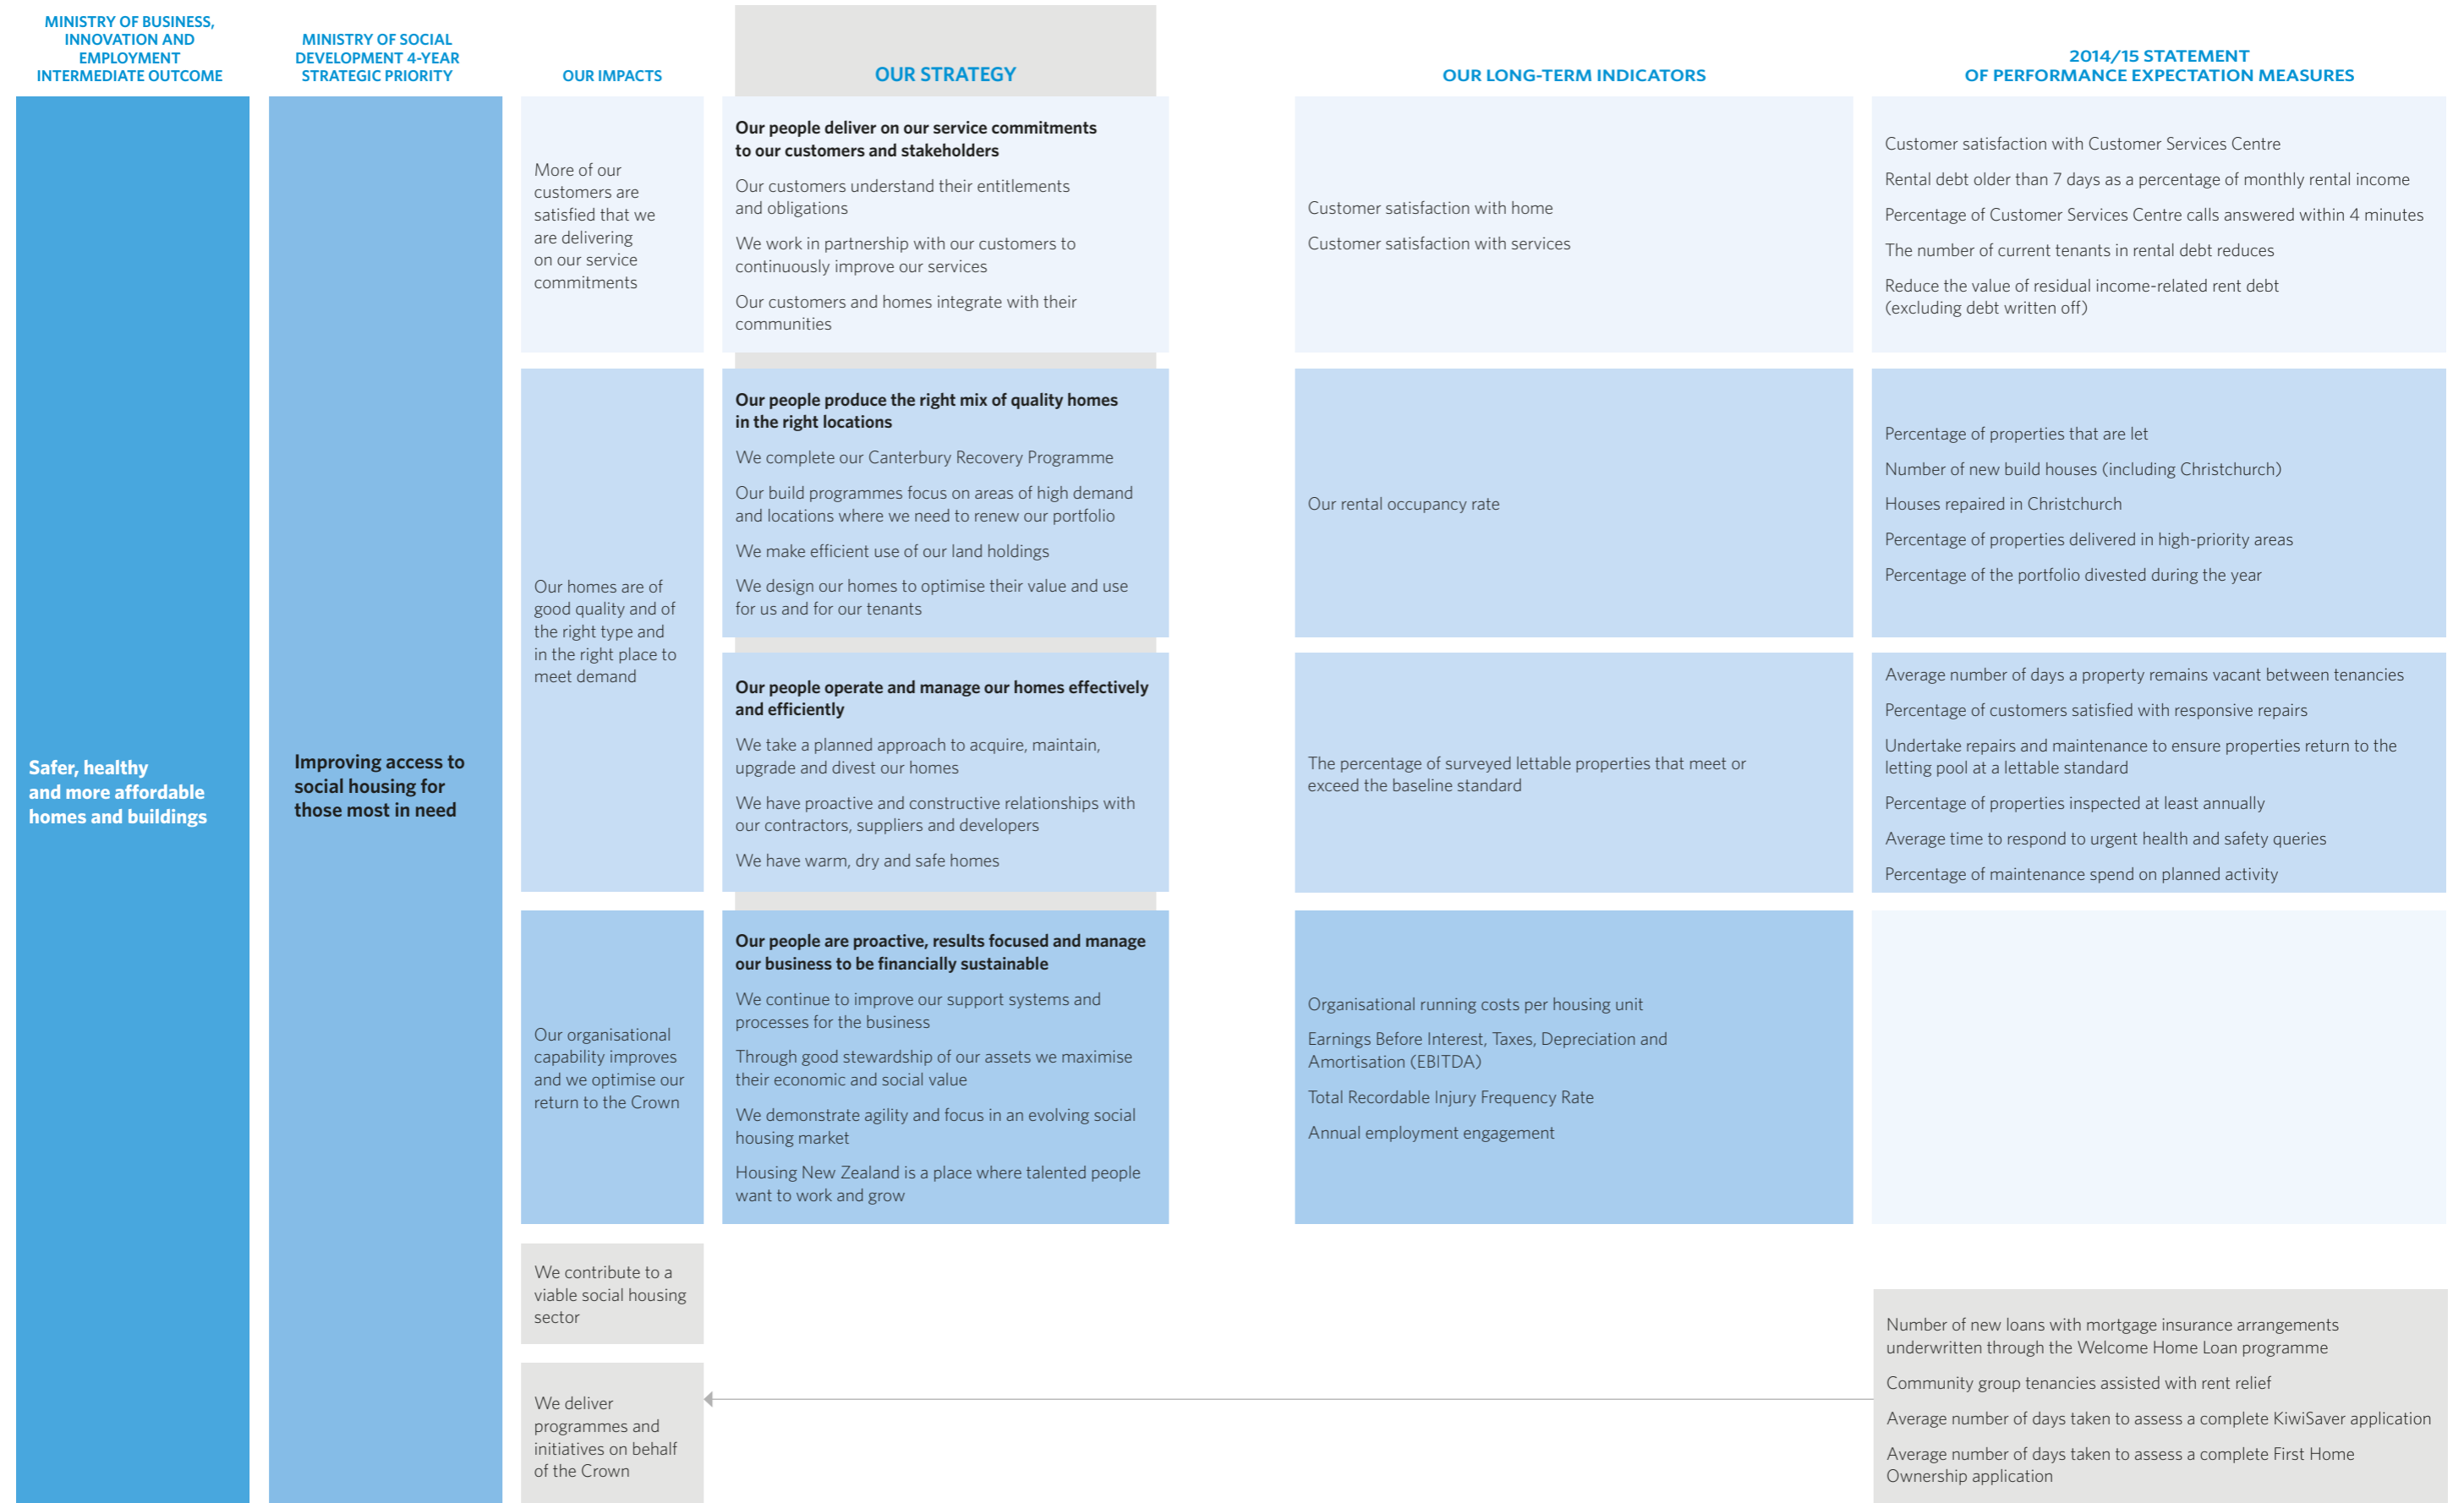 MINISTRY OF BUSINESS,
INNOVATION AND
EMPLOYMENT
INTERMEDIATE OUTCOME
MINISTRY OF SOCIAL
DEVELOPMENT 4-YEAR
STRATEGIC PRIORITY
OUR IMPACTS
OUR STRATEGY
OUR LONG-TERM INDICATORS
2014/15 STATEMENT
OF PERFORMANCE EXPECTATION MEASURES
Safer, healthy
and more affordable
homes and buildings
Improving access to
social housing for
those most in need
More of our
customers are
satisfied that we
are delivering
on our service
commitments
Our people deliver on our service commitments
to our customers and stakeholders
Our customers understand their entitlements
and obligations
We work in partnership with our customers to
continuously improve our services
Our customers and homes integrate with their
communities
Customer satisfaction with home
Customer satisfaction with services
Customer satisfaction with Customer Services Centre
Rental debt older than 7 days as a percentage of monthly rental income
Percentage of Customer Services Centre calls answered within 4 minutes
The number of current tenants in rental debt reduces
Reduce the value of residual income-related rent debt
(excluding debt written off)
Our homes are of
good quality and of
the right type and
in the right place to
meet demand
Our people produce the right mix of quality homes
in the right locations
We complete our Canterbury Recovery Programme
Our build programmes focus on areas of high demand
and locations where we need to renew our portfolio
We make efficient use of our land holdings
We design our homes to optimise their value and use
for us and for our tenants
Our rental occupancy rate
Percentage of properties that are let
Number of new build houses (including Christchurch)
Houses repaired in Christchurch
Percentage of properties delivered in high-priority areas
Percentage of the portfolio divested during the year
Our people operate and manage our homes effectively
and efficiently
We take a planned approach to acquire, maintain,
upgrade and divest our homes
We have proactive and constructive relationships with
our contractors, suppliers and developers
We have warm, dry and safe homes
The percentage of surveyed lettable properties that meet or
exceed the baseline standard
Average number of days a property remains vacant between tenancies
Percentage of customers satisfied with responsive repairs
Undertake repairs and maintenance to ensure properties return to the
letting pool at a lettable standard
Percentage of properties inspected at least annually
Average time to respond to urgent health and safety queries
Percentage of maintenance spend on planned activity
Our organisational
capability improves
and we optimise our
return to the Crown
Our people are proactive, results focused and manage
our business to be financially sustainable
We continue to improve our support systems and
processes for the business
Through good stewardship of our assets we maximise
their economic and social value
We demonstrate agility and focus in an evolving social
housing market
Housing New Zealand is a place where talented people
want to work and grow
Organisational running costs per housing unit
Earnings Before Interest, Taxes, Depreciation and
Amortisation (EBITDA)
Total Recordable Injury Frequency Rate
Annual employment engagement
We contribute to a
viable social housing
sector
We deliver
programmes and
initiatives on behalf
of the Crown
Number of new loans with mortgage insurance arrangements
underwritten through the Welcome Home Loan programme
Community group tenancies assisted with rent relief
Average number of days taken to assess a complete KiwiSaver application
Average number of days taken to assess a complete First Home
Ownership application